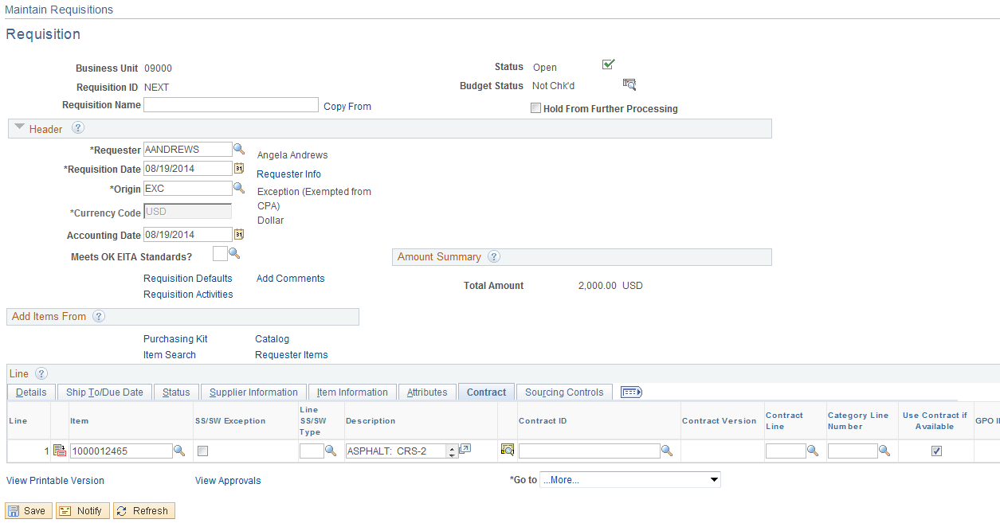 Maintain Requisitions
Requisition
Business Unit 09000
Status Open
Requisition ID NEXT
Budget Status Not Chk'd
Requisition Name
Copy From
Hold From Further Processing
Header ?
*Requester AANDREWS
Angela Andrews
*Requisition Date 08/19/2014 31
Requester Info
*Origin EXC
Exception (Exempted from
CPA)
*Currency Code USD
Dollar
Accounting Date 08/19/2014 31
Meets OK EITA Standards?
Amount Summary ?
Requisition Defaults Add Comments
Total Amount 2,000.00 USD
Requisition Activities
Add Items From ?
Purchasing Kit Catalog
Item Search Requester Items
Line ?
Details Ship To/Due Date Status Supplier Information Item Information Attributes Contract Sourcing Controls
Line Item SS/SW Exception Line SS/SW Type Description Contract ID Contract Version Contract Line Category Line Number Use Contract if Available GPO I
1 1000012465 ASPHALT: CRS-2
View Printable Version View Approvals *Go to ...More...
Save Notify Refresh